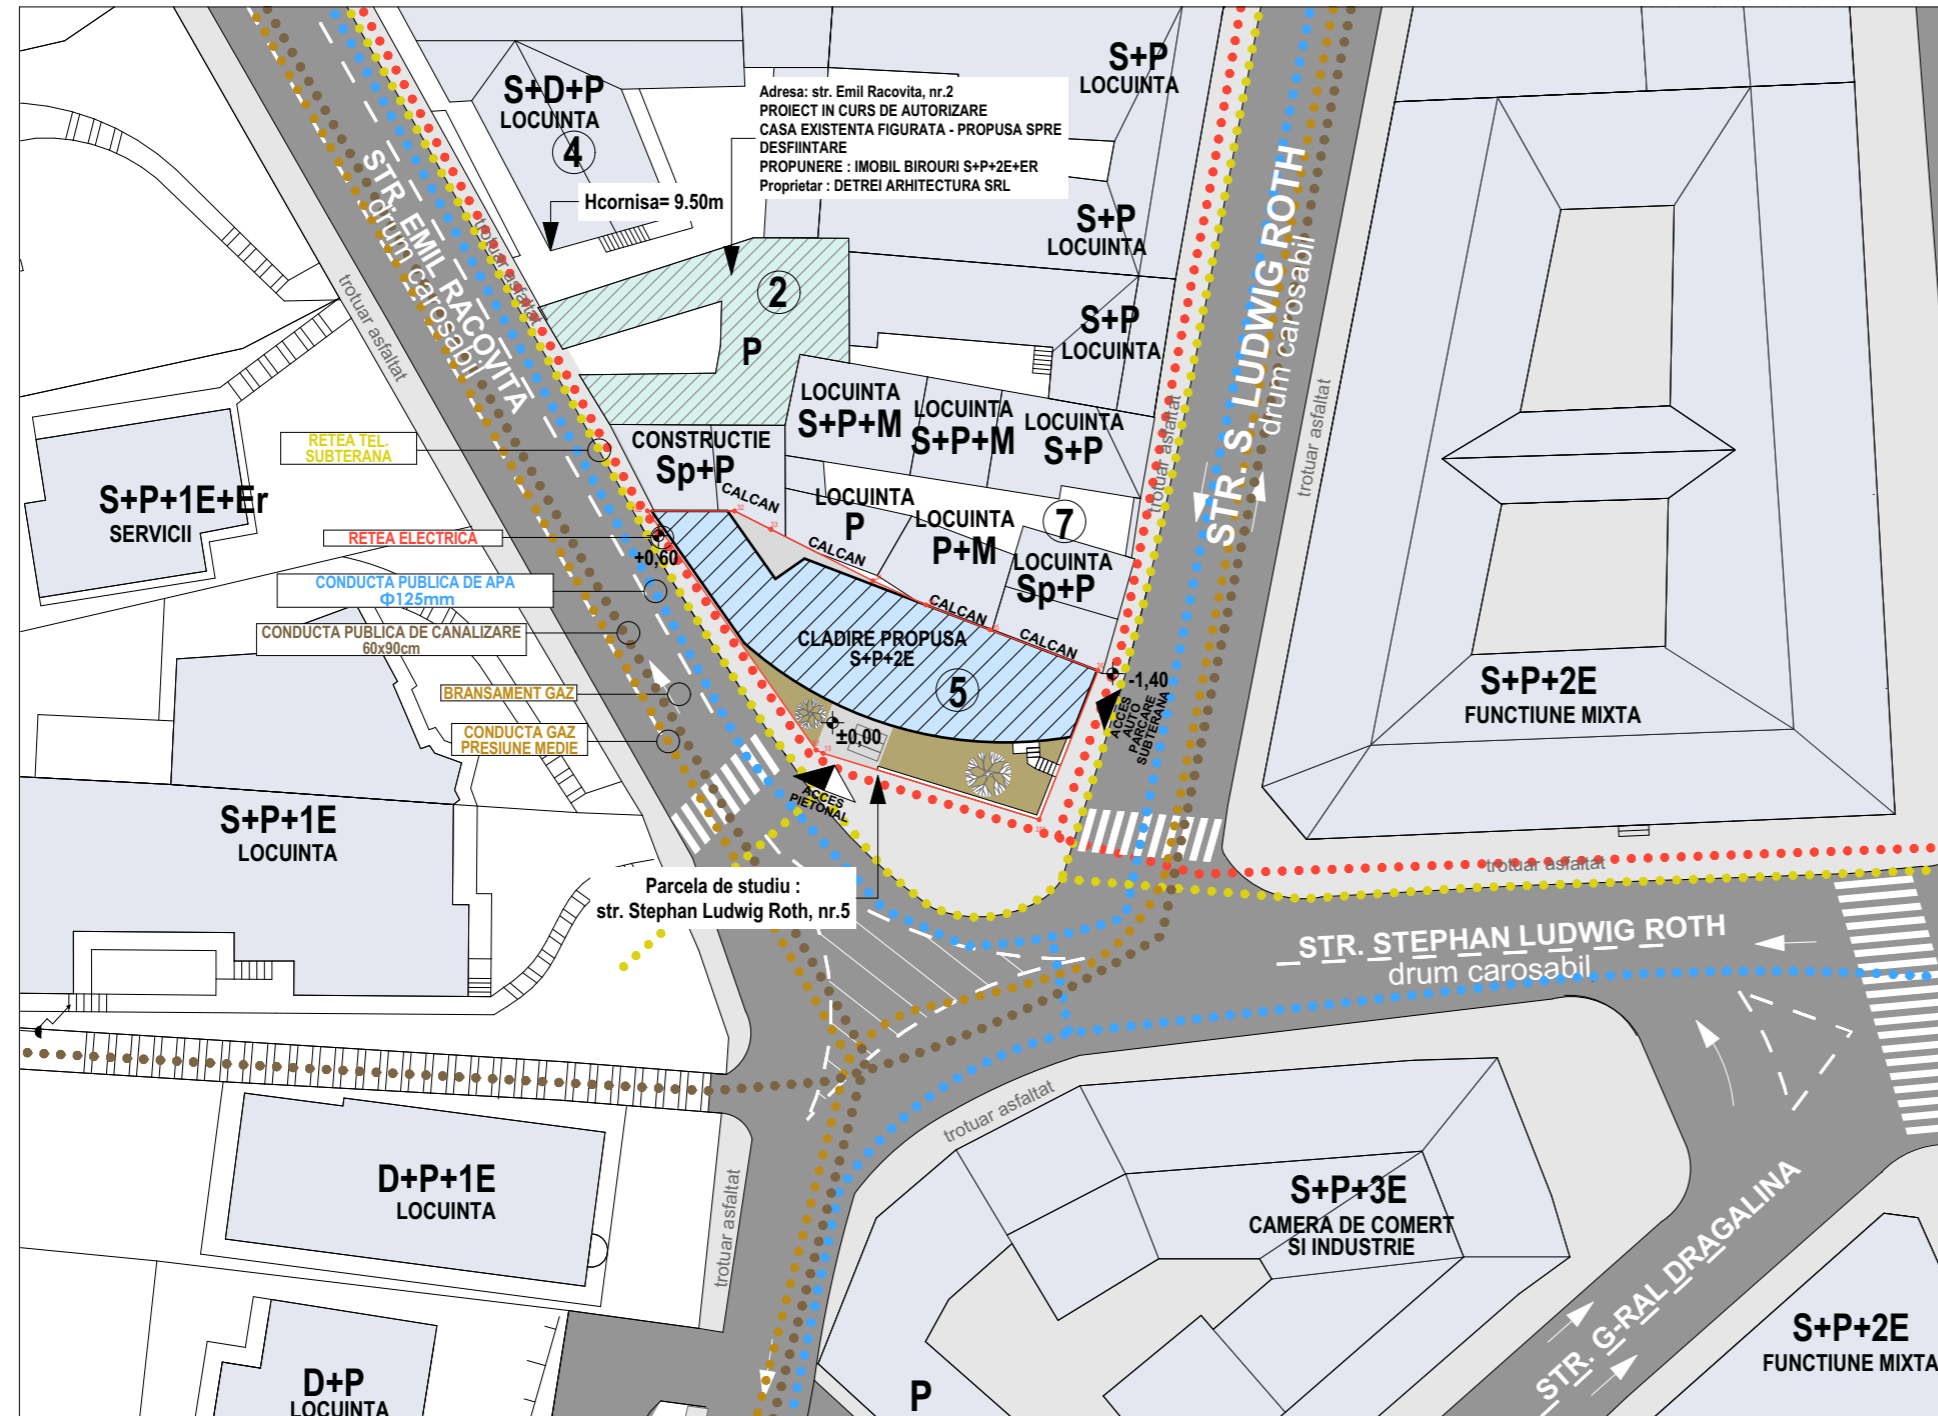 S+D+P
LOCUINTA
4
Hcornisa= 9.50m
Adresa: str. Emil Racovita, nr.2
PROIECT IN CURS DE AUTORIZARE
CASA EXISTENTA FIGURATA - PROPUSA SPRE
DESFIINTARE
PROPUNERE : IMOBIL BIROURI S+P+2E+ER
Proprietar : DETREI ARHITECTURA SRL
S+P
LOCUINTA
S+P
LOCUINTA
S+P
LOCUINTA
STR. EMIL RACOVITA
drum carosabil
trotuar asfaltat
trotuar asfaltat
STR. S. LUDWIG ROTH
drum carosabil
trotuar asfaltat
trotuar asfaltat
2
P
LOCUINTA
S+P+M
LOCUINTA
S+P+M
LOCUINTA
S+P
CONSTRUCTIE
Sp+P
CALCAN
LOCUINTA
P
CALCAN
LOCUINTA
P+M
7
LOCUINTA
Sp+P
CALCAN
CALCAN
RETEA TEL.
SUBTERANA
S+P+1E+Er
SERVICII
RETEA ELECTRICA
+0,60
CONDUCTA PUBLICA DE APA
Φ125mm
CONDUCTA PUBLICA DE CANALIZARE
60x90cm
BRANSAMENT GAZ
CONDUCTA GAZ
PRESIUNE MEDIE
CLADIRE PROPUSA
S+P+2E
5
±0,00
-1,40
ACCES
AUTO
PARCARE
SUBTERANA
ACCES
PIETONAL
S+P+2E
FUNCTIUNE MIXTA
S+P+1E
LOCUINTA
Parcela de studiu :
str. Stephan Ludwig Roth, nr.5
trotuar asfaltat
STR. STEPHAN LUDWIG ROTH
drum carosabil
trotuar asfaltat
D+P+1E
LOCUINTA
trotuar asfaltat
S+P+3E
CAMERA DE COMERT
SI INDUSTRIE
STR. G-RAL DRAGALINA
S+P+2E
FUNCTIUNE MIXTA
D+P
LOCUINTA
P